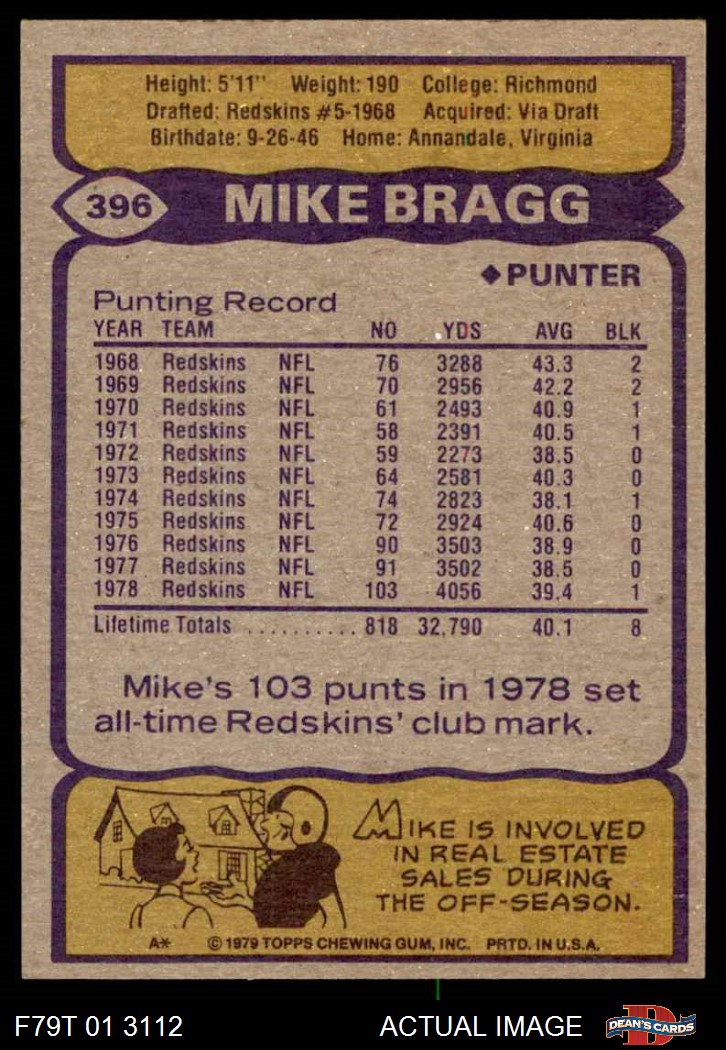 Height: 5'11" Weight: 190 College: Richmond
Drafted: Redskins #5-1968 Acquired: Via Draft
Birthdate: 9-26-46 Home: Annandale, Virginia
396 MIKE BRAGG
◆PUNTER
Punting Record
YEAR TEAM NO YDS AVG BLK
1968 Redskins NFL 76 3288 43.3 2
1969 Redskins NFL 70 2956 42.2 2
1970 Redskins NFL 61 2493 40.9 1
1971 Redskins NFL 58 2391 40.5 1
1972 Redskins NFL 59 2273 38.5 0
1973 Redskins NFL 64 2581 40.3 0
1974 Redskins NFL 74 2823 38.1 1
1975 Redskins NFL 72 2924 40.6 0
1976 Redskins NFL 90 3503 38.9 0
1977 Redskins NFL 91 3502 38.5 0
1978 Redskins NFL 103 4056 39.4 1
Lifetime Totals .......... 818 32,790 40.1 8
Mike's 103 punts in 1978 set
all-time Redskins' club mark.
MIKE IS INVOLVED
IN REAL ESTATE
SALES DURING
THE OFF-SEASON.
A* © 1979 TOPPS CHEWING GUM, INC. PRTD. IN U.S.A.
F79T 01 3112 ACTUAL IMAGE D DEAN'S CARDS